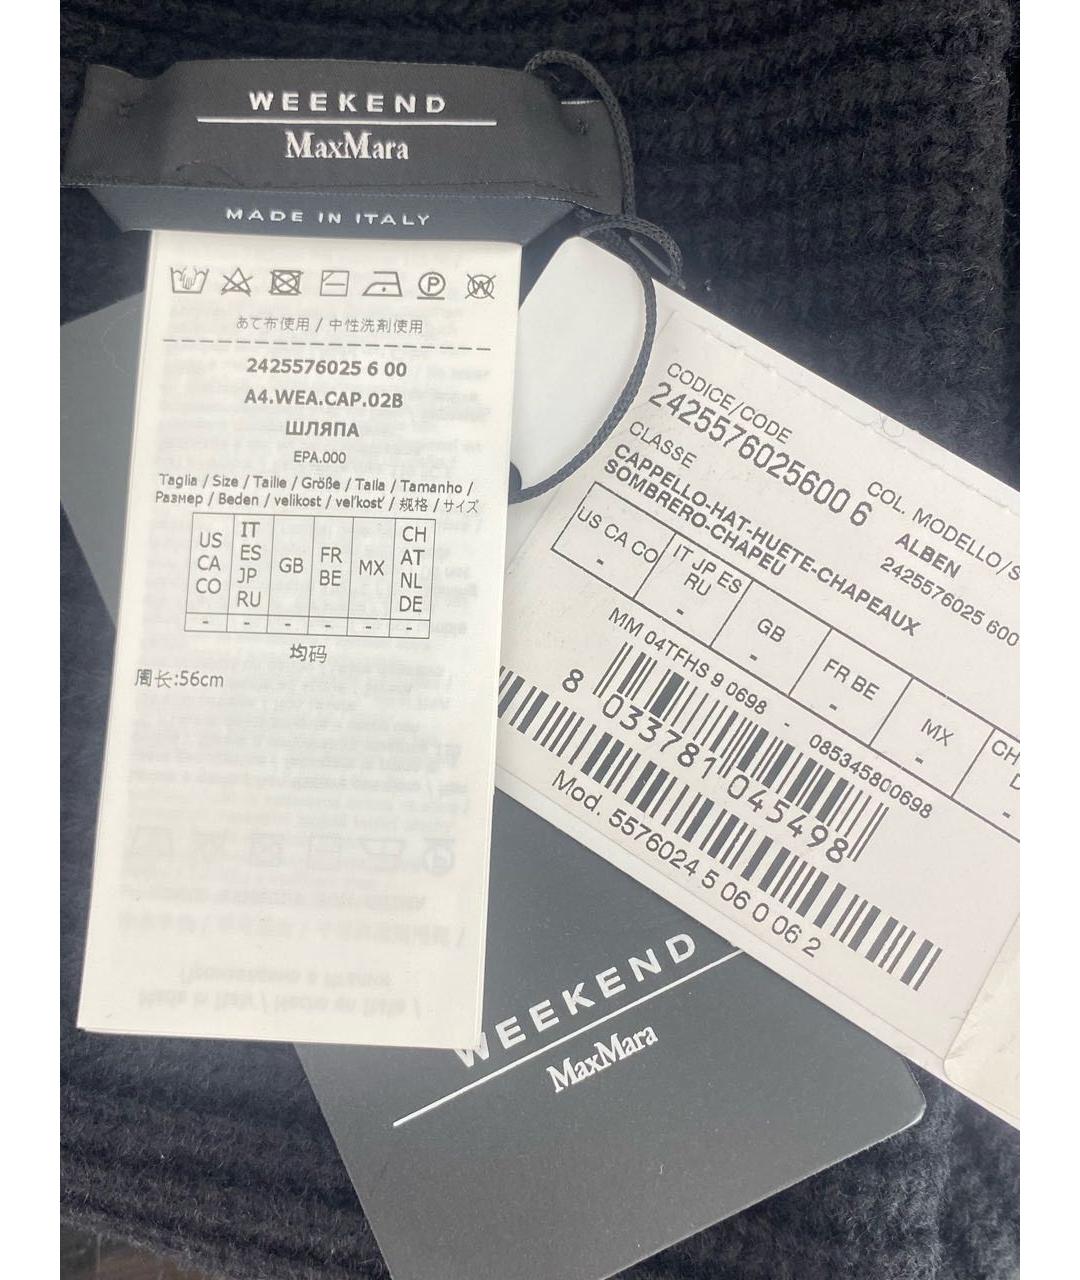 WEEKEND
MaxMara
MADE IN ITALY
あて布使用 / 中性洗剤使用
2425576025 6 00
A4.WEA.CAP.02B
ШЛЯПА
EPA.000
Taglia / Size / Taille / Größe / Talla / Tamanho /
Размер / Beden / velikost / veľkosť / 规格 / サイズ
US CA CO
IT ES JP RU
GB
FR BE
MX
CH AT NL DE
- - - - - -
均码
周长:56cm
CODICE/CODE
2425576025600 6
COL. MODELLO/S
CLASSE
ALBEN
CAPPELLO-HAT-HUETE-CHAPEAUX
SOMBRERO-CHAPEU
2425576025 600
US CA CO
IT JP ES RU
GB
FR BE
MX
CH
D
- - - - - -
MM 04TFHS 9 0698 - 085345800698
8 033781 045498
Mod. 5576024 5 06 0 06 2
WEEKEND
MaxMara